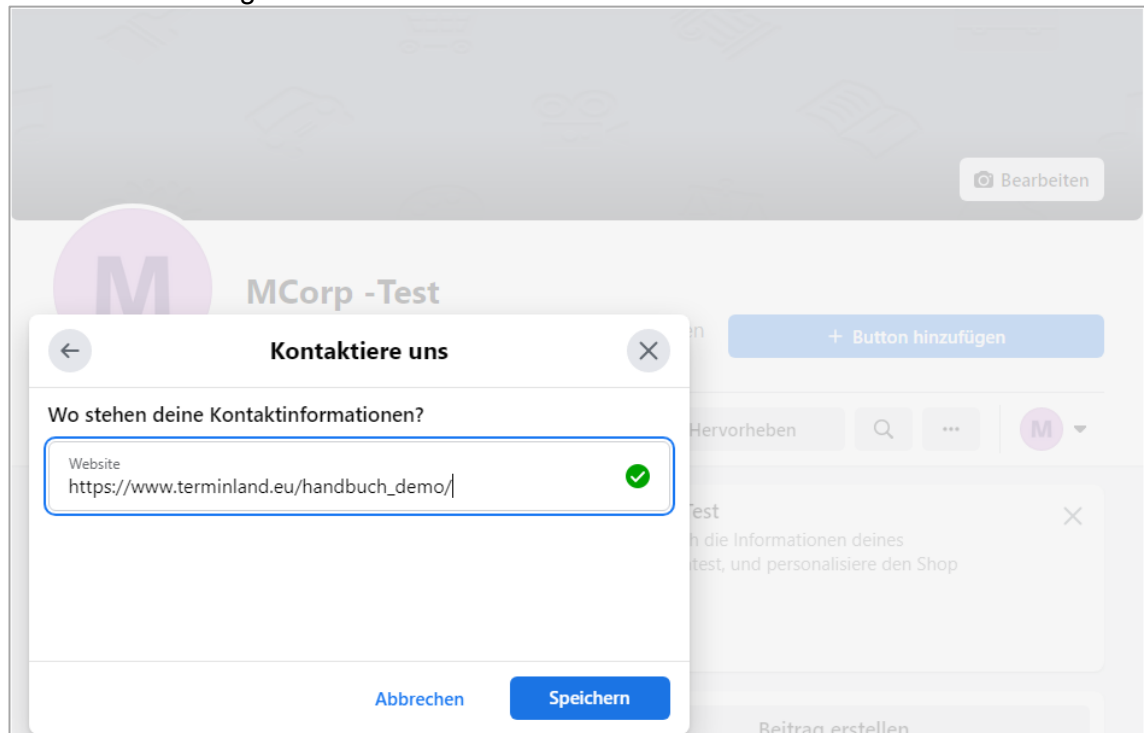 Bearbeiten
M
MCorp -Test
+ Button hinzufügen
Kontaktiere uns
Wo stehen deine Kontaktinformationen?
Hervorheben
M
Website
https://www.terminland.eu/handbuch_demo/
h die Informationen deines
test, und personalisiere den Shop
Abbrechen
Speichern
Beitrag erstellen